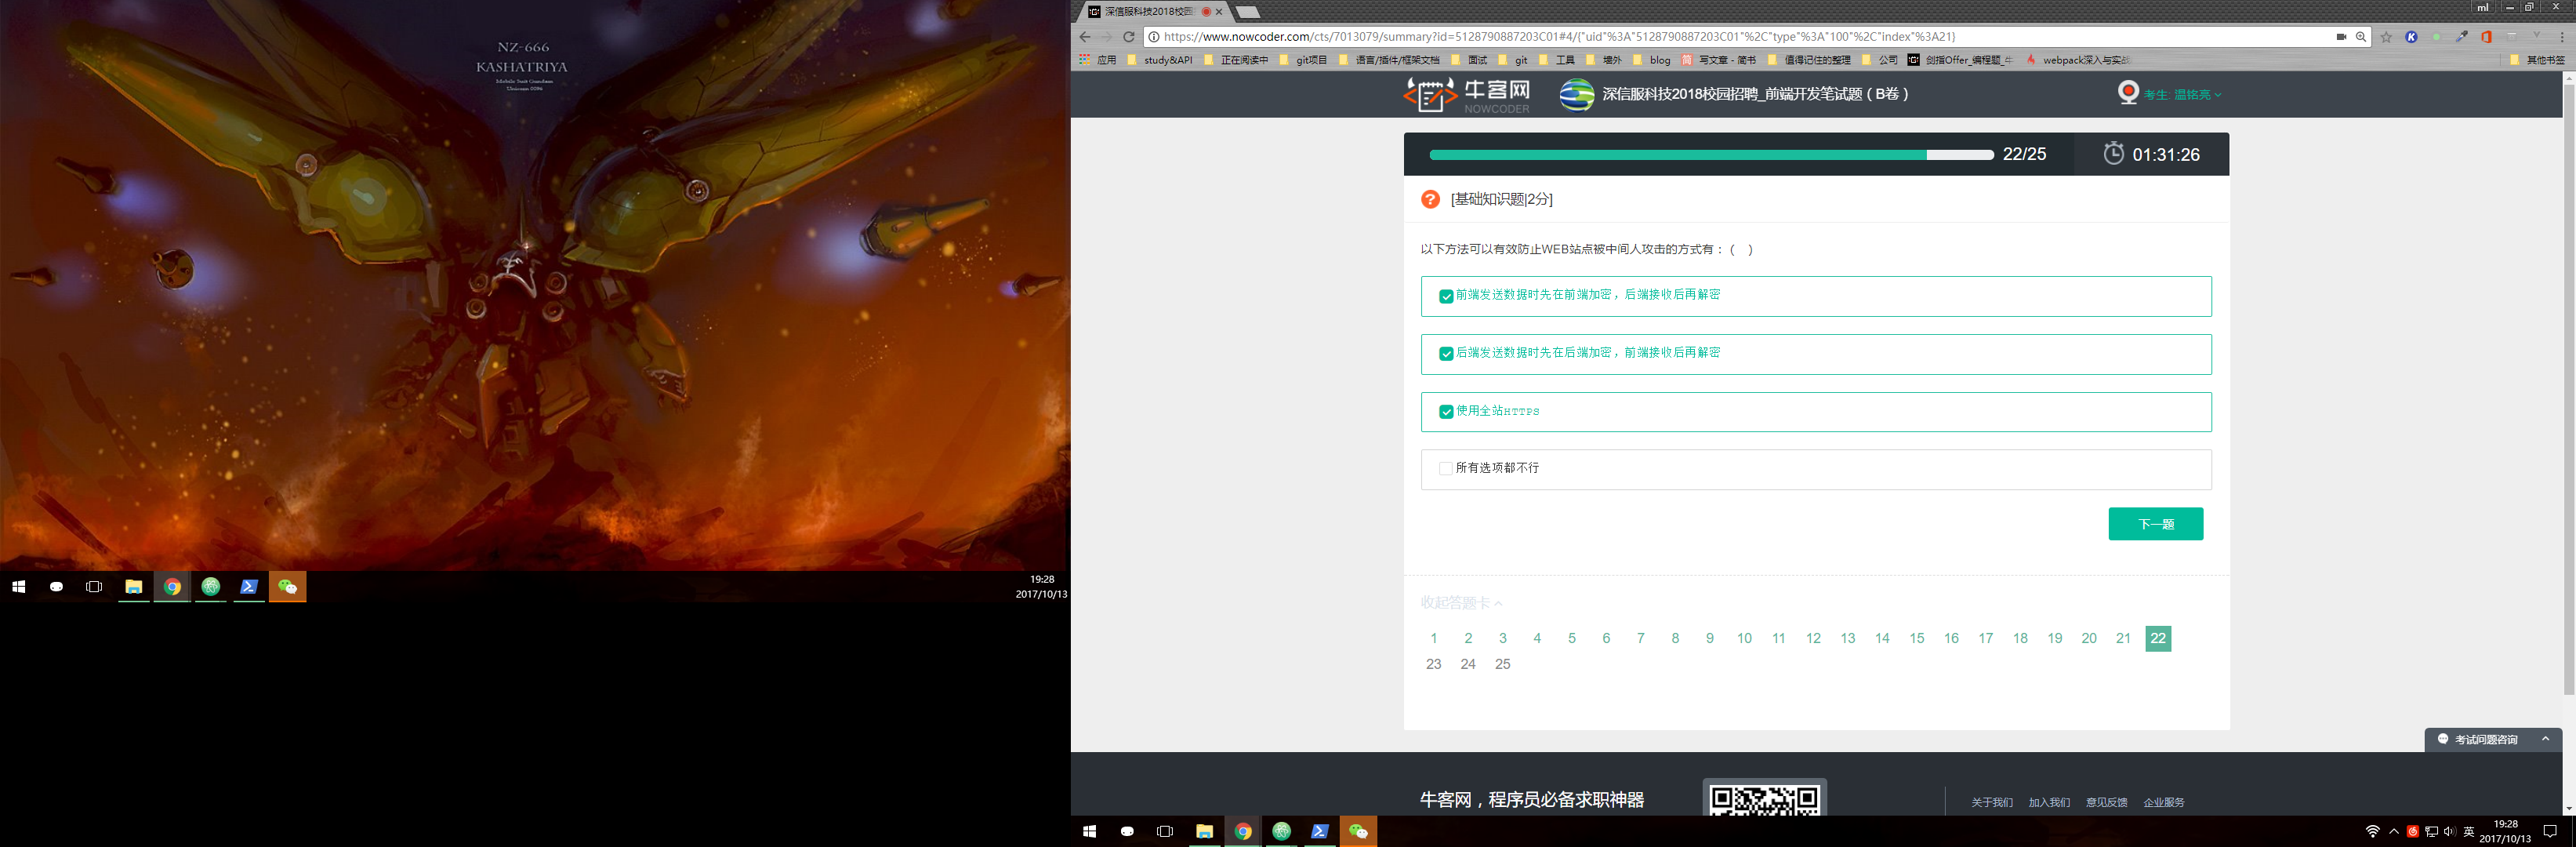 NZ-666
KASHATRIYA
Mobile Suit Gundam
Unicorn 0096
19:28
2017/10/13
深信服科技2018校园
ml
https://www.nowcoder.com/cts/7013079/summary?id=5128790887203C01#4/{"uid"%3A"5128790887203C01"%2C"type"%3A"100"%2C"index"%3A21}
应用 study&API 正在阅读中 git项目 语言/插件/框架文档 面试 git 工具 墙外 blog 写文章 - 简书 值得记住的整理 公司 剑指Offer_编程题_牛 webpack深入与实战 其他书签
牛客网
NOWCODER
深信服科技2018校园招聘_前端开发笔试题（B卷）
考生: 温铭亮
22/25
01:31:26
[基础知识题|2分]
以下方法可以有效防止WEB站点被中间人攻击的方式有：（ ）
前端发送数据时先在前端加密，后端接收后再解密
后端发送数据时先在后端加密，前端接收后再解密
使用全站HTTPS
所有选项都不行
下一题
收起答题卡
1 2 3 4 5 6 7 8 9 10 11 12 13 14 15 16 17 18 19 20 21 22
23 24 25
考试问题咨询
牛客网，程序员必备求职神器
关于我们 加入我们 意见反馈 企业服务
英
19:28
2017/10/13